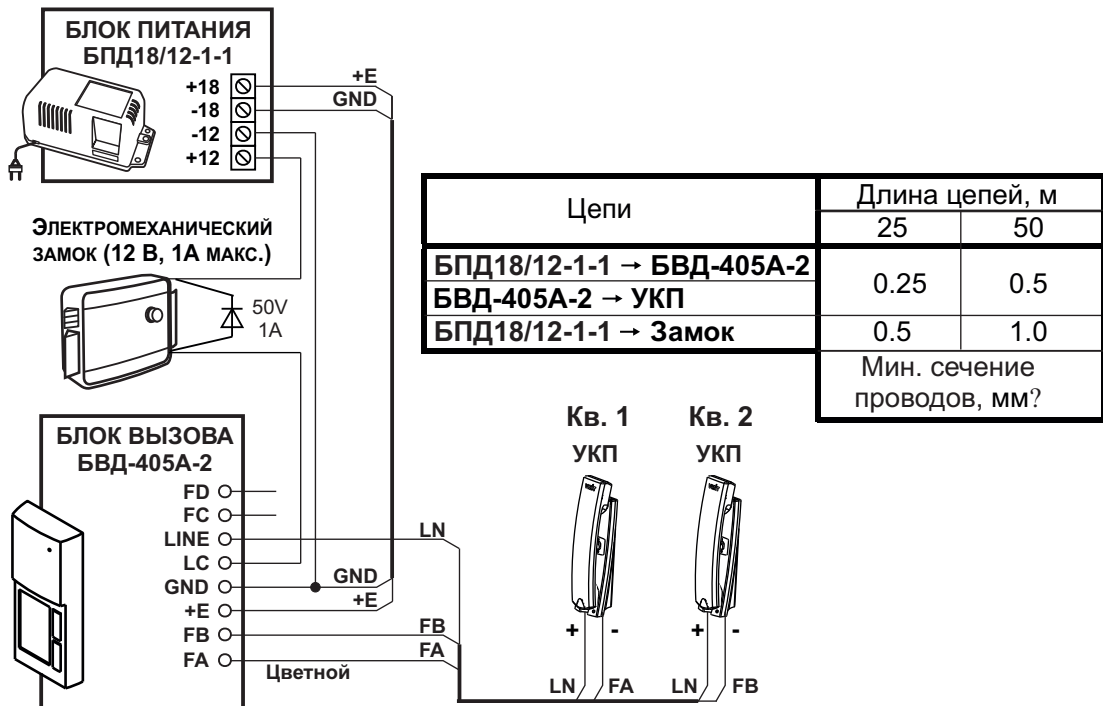 БЛОК ПИТАНИЯ
БПД18/12-1-1
+18
-18
-12
+12
+E
GND
ЭЛЕКТРОМЕХАНИЧЕСКИЙ
ЗАМОК (12 В, 1А МАКС.)
50V
1A
Цепи
Длина цепей, м
25
50
БПД18/12-1-1 → БВД-405А-2
БВД-405А-2 → УКП
0.25
0.5
БПД18/12-1-1 → Замок
0.5
1.0
Мин. сечение
проводов, мм?
БЛОК ВЫЗОВА
БВД-405А-2
FD
FC
LINE
LC
GND
+E
FB
FA
LN
GND
+E
FB
FA
Цветной
Кв. 1
УКП
+ -
LN FA
Кв. 2
УКП
+ -
LN FB